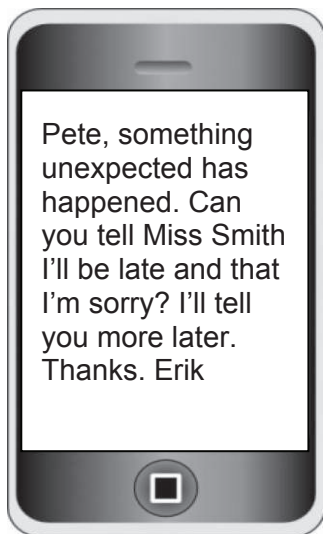 Pete, something
unexpected has
happened. Can
you tell Miss Smith
I'll be late and that
I'm sorry? I'll tell
you more later.
Thanks. Erik